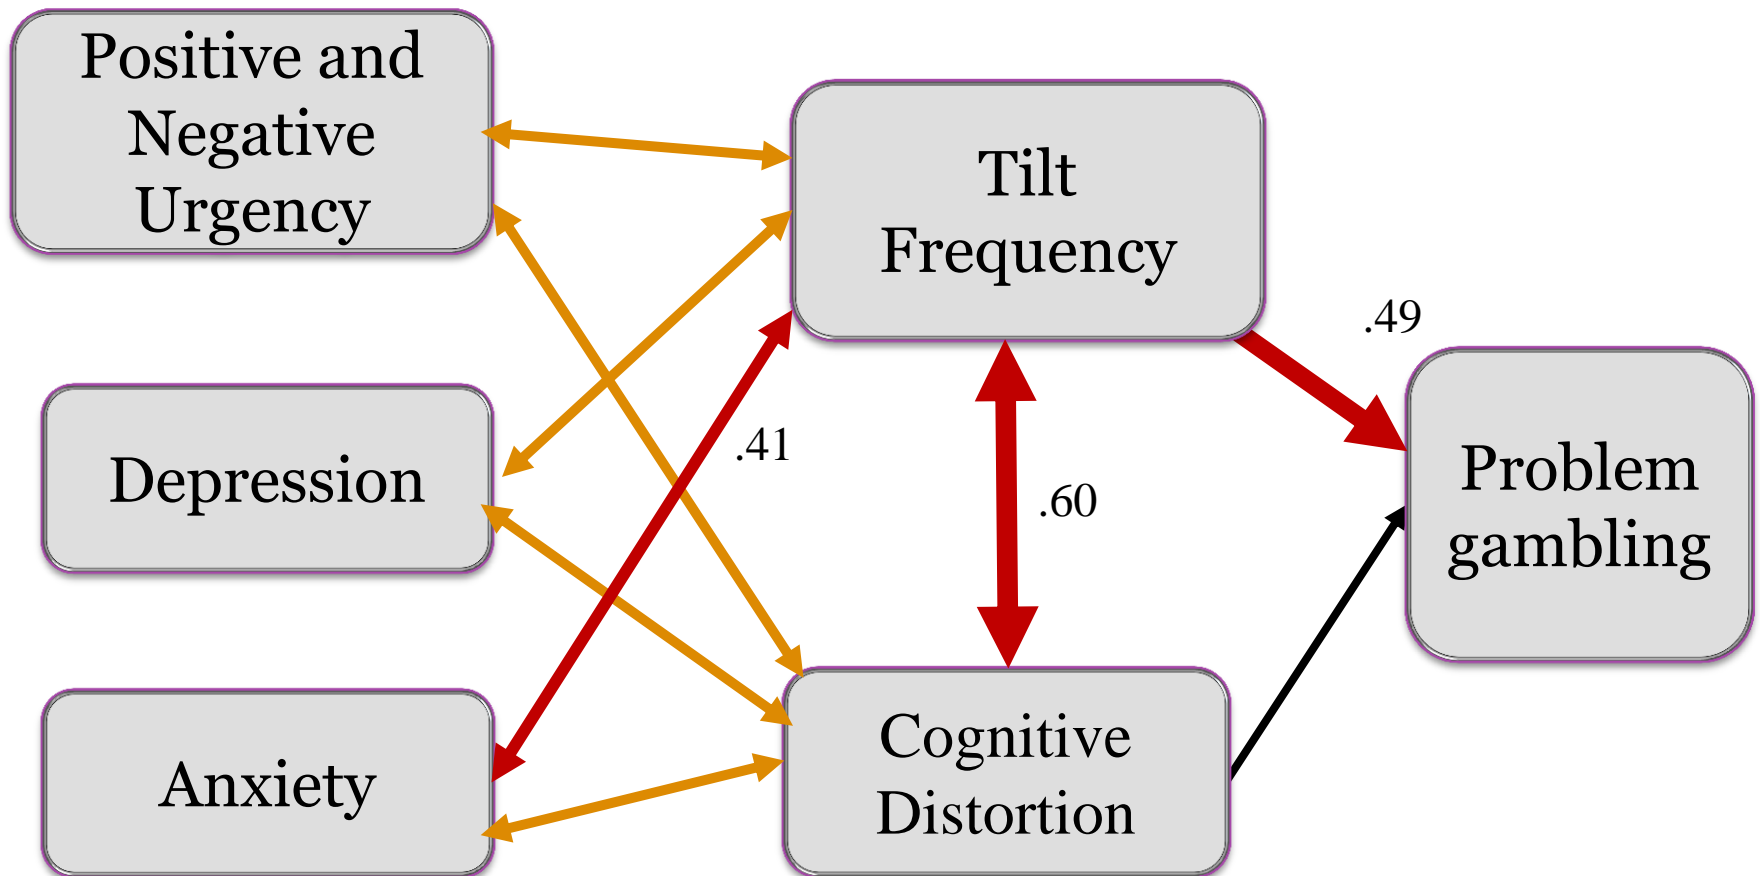 Positive and
Negative
Urgency
Tilt
Frequency
.49
Depression
.41
.60
Problem
gambling
Anxiety
Cognitive
Distortion